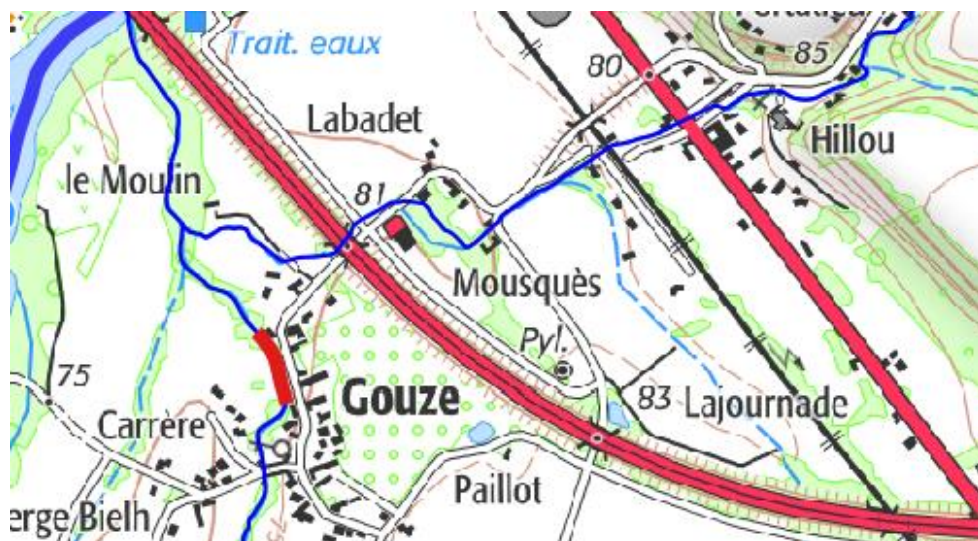 Trait. eaux
85
80
Labadet
Hillou
le Moulin
81
Mousquès
Pyl.
75
Gouze
83
Lajournade
Carrère
Paillot
erge Bielh